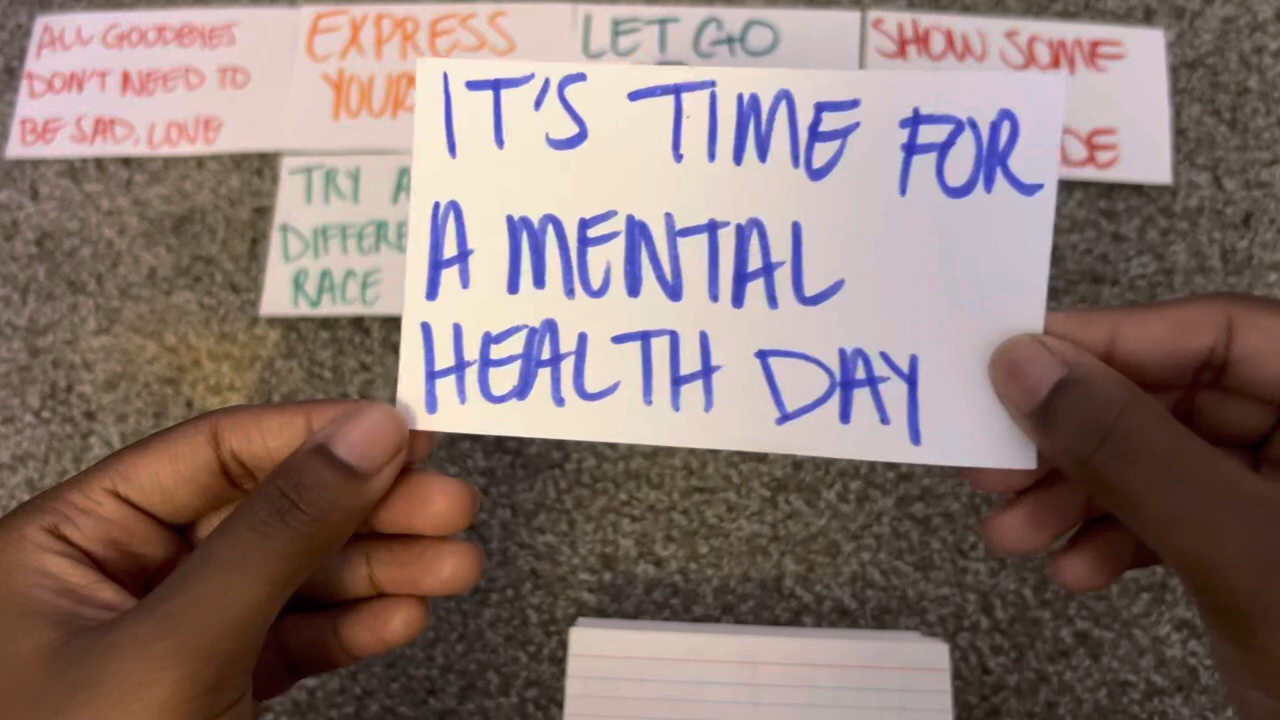 ALL GOODBYES
DON'T NEED TO
BE SAD, LOVE
EXPRESS
LET GO
SHOW SOME
TRY A
RACE
IT'S TIME FOR
A MENTAL
HEALTH DAY